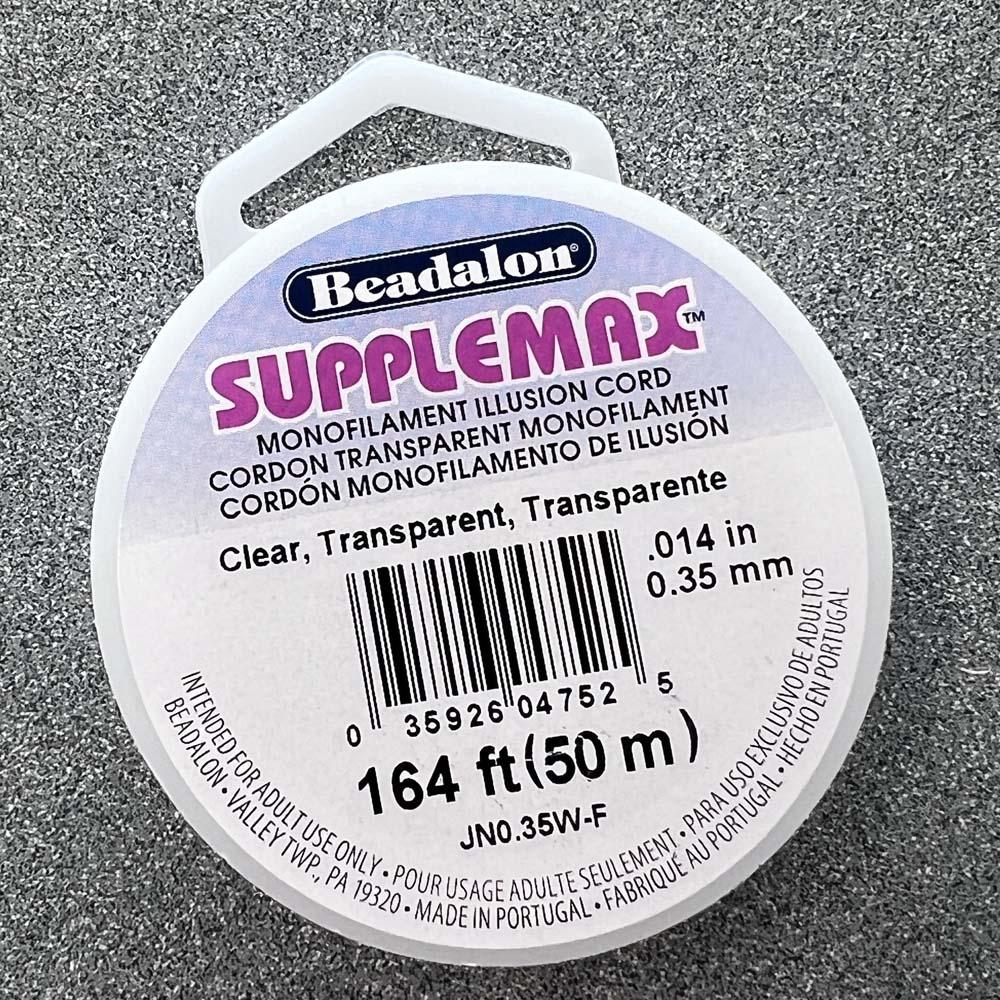 Beadalon®
SUPPLEMAX™
MONOFILAMENT ILLUSION CORD
CORDON TRANSPARENT MONOFILAMENT
CORDÓN MONOFILAMENTO DE ILUSIÓN
Clear, Transparent, Transparente
.014 in
0.35 mm
0 35926 04752 5
164 ft (50 m)
JN0.35W-F
INTENDED FOR ADULT USE ONLY • POUR USAGE ADULTE SEULEMENT • PARA USO EXCLUSIVO DE ADULTOS
BEADALON • VALLEY TWP., PA 19320 • MADE IN PORTUGAL • FABRIQUÉ AU PORTUGAL • HECHO EN PORTUGAL